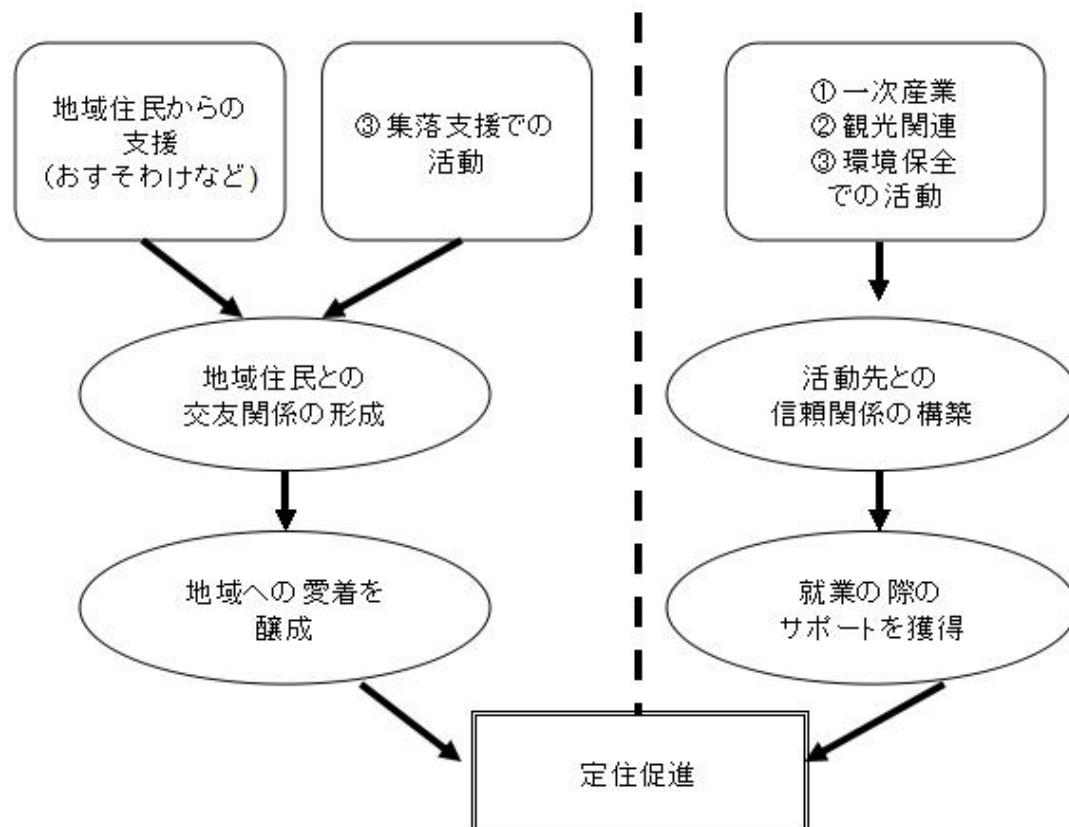 地域住民からの
支援
(おすそわけなど)
③集落支援での
活動
①一次産業
②観光関連
③環境保全
での活動
地域住民との
交友関係の形成
活動先との
信頼関係の構築
地域への愛着を
醸成
就業の際の
サポートを獲得
定住促進